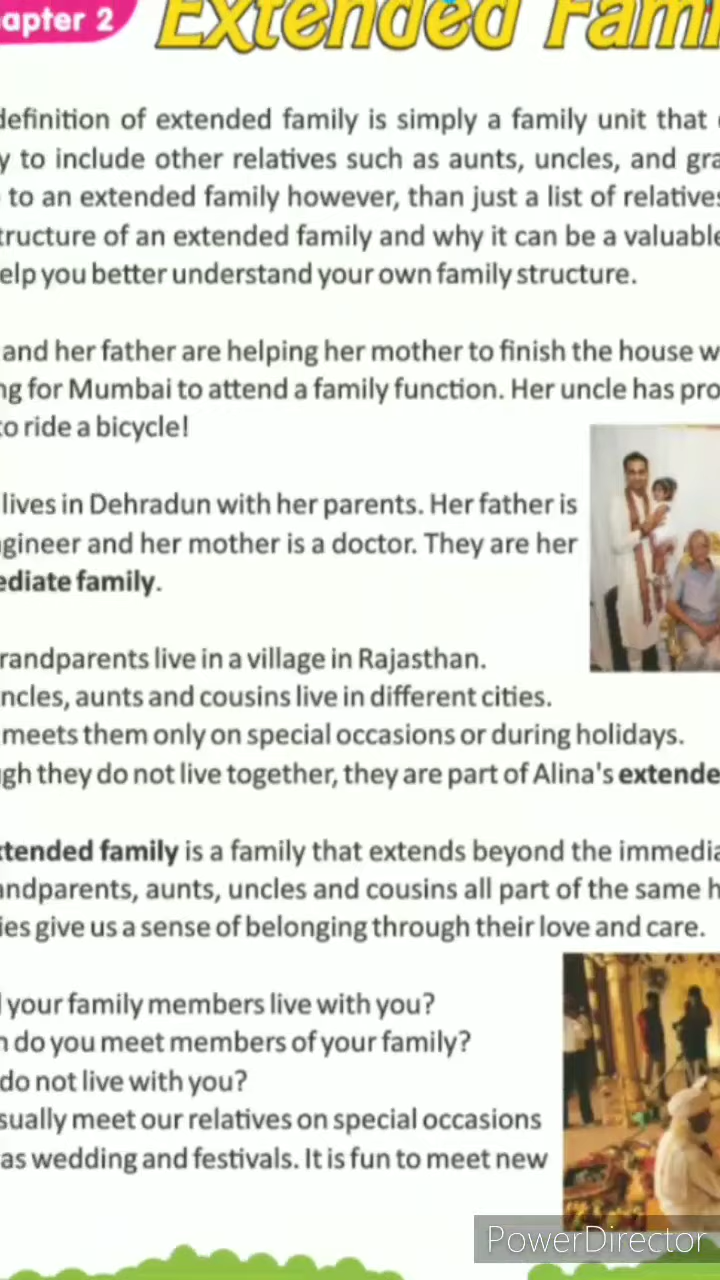 apter 2 Extended Fami
definition of extended family is simply a family unit that
y to include other relatives such as aunts, uncles, and gra
to an extended family however, than just a list of relatives
tructure of an extended family and why it can be a valuable
elp you better understand your own family structure.
and her father are helping her mother to finish the house w
ng for Mumbai to attend a family function. Her uncle has pro
to ride a bicycle!
lives in Dehradun with her parents. Her father is
gineer and her mother is a doctor. They are her
ediate family.
randparents live in a village in Rajasthan.
ncles, aunts and cousins live in different cities.
meets them only on special occasions or during holidays.
gh they do not live together, they are part of Alina's extende
tended family is a family that extends beyond the immedia
andparents, aunts, uncles and cousins all part of the same h
ies give us a sense of belonging through their love and care.
your family members live with you?
n do you meet members of your family?
do not live with you?
sually meet our relatives on special occasions
as wedding and festivals. It is fun to meet new
PowerDirector